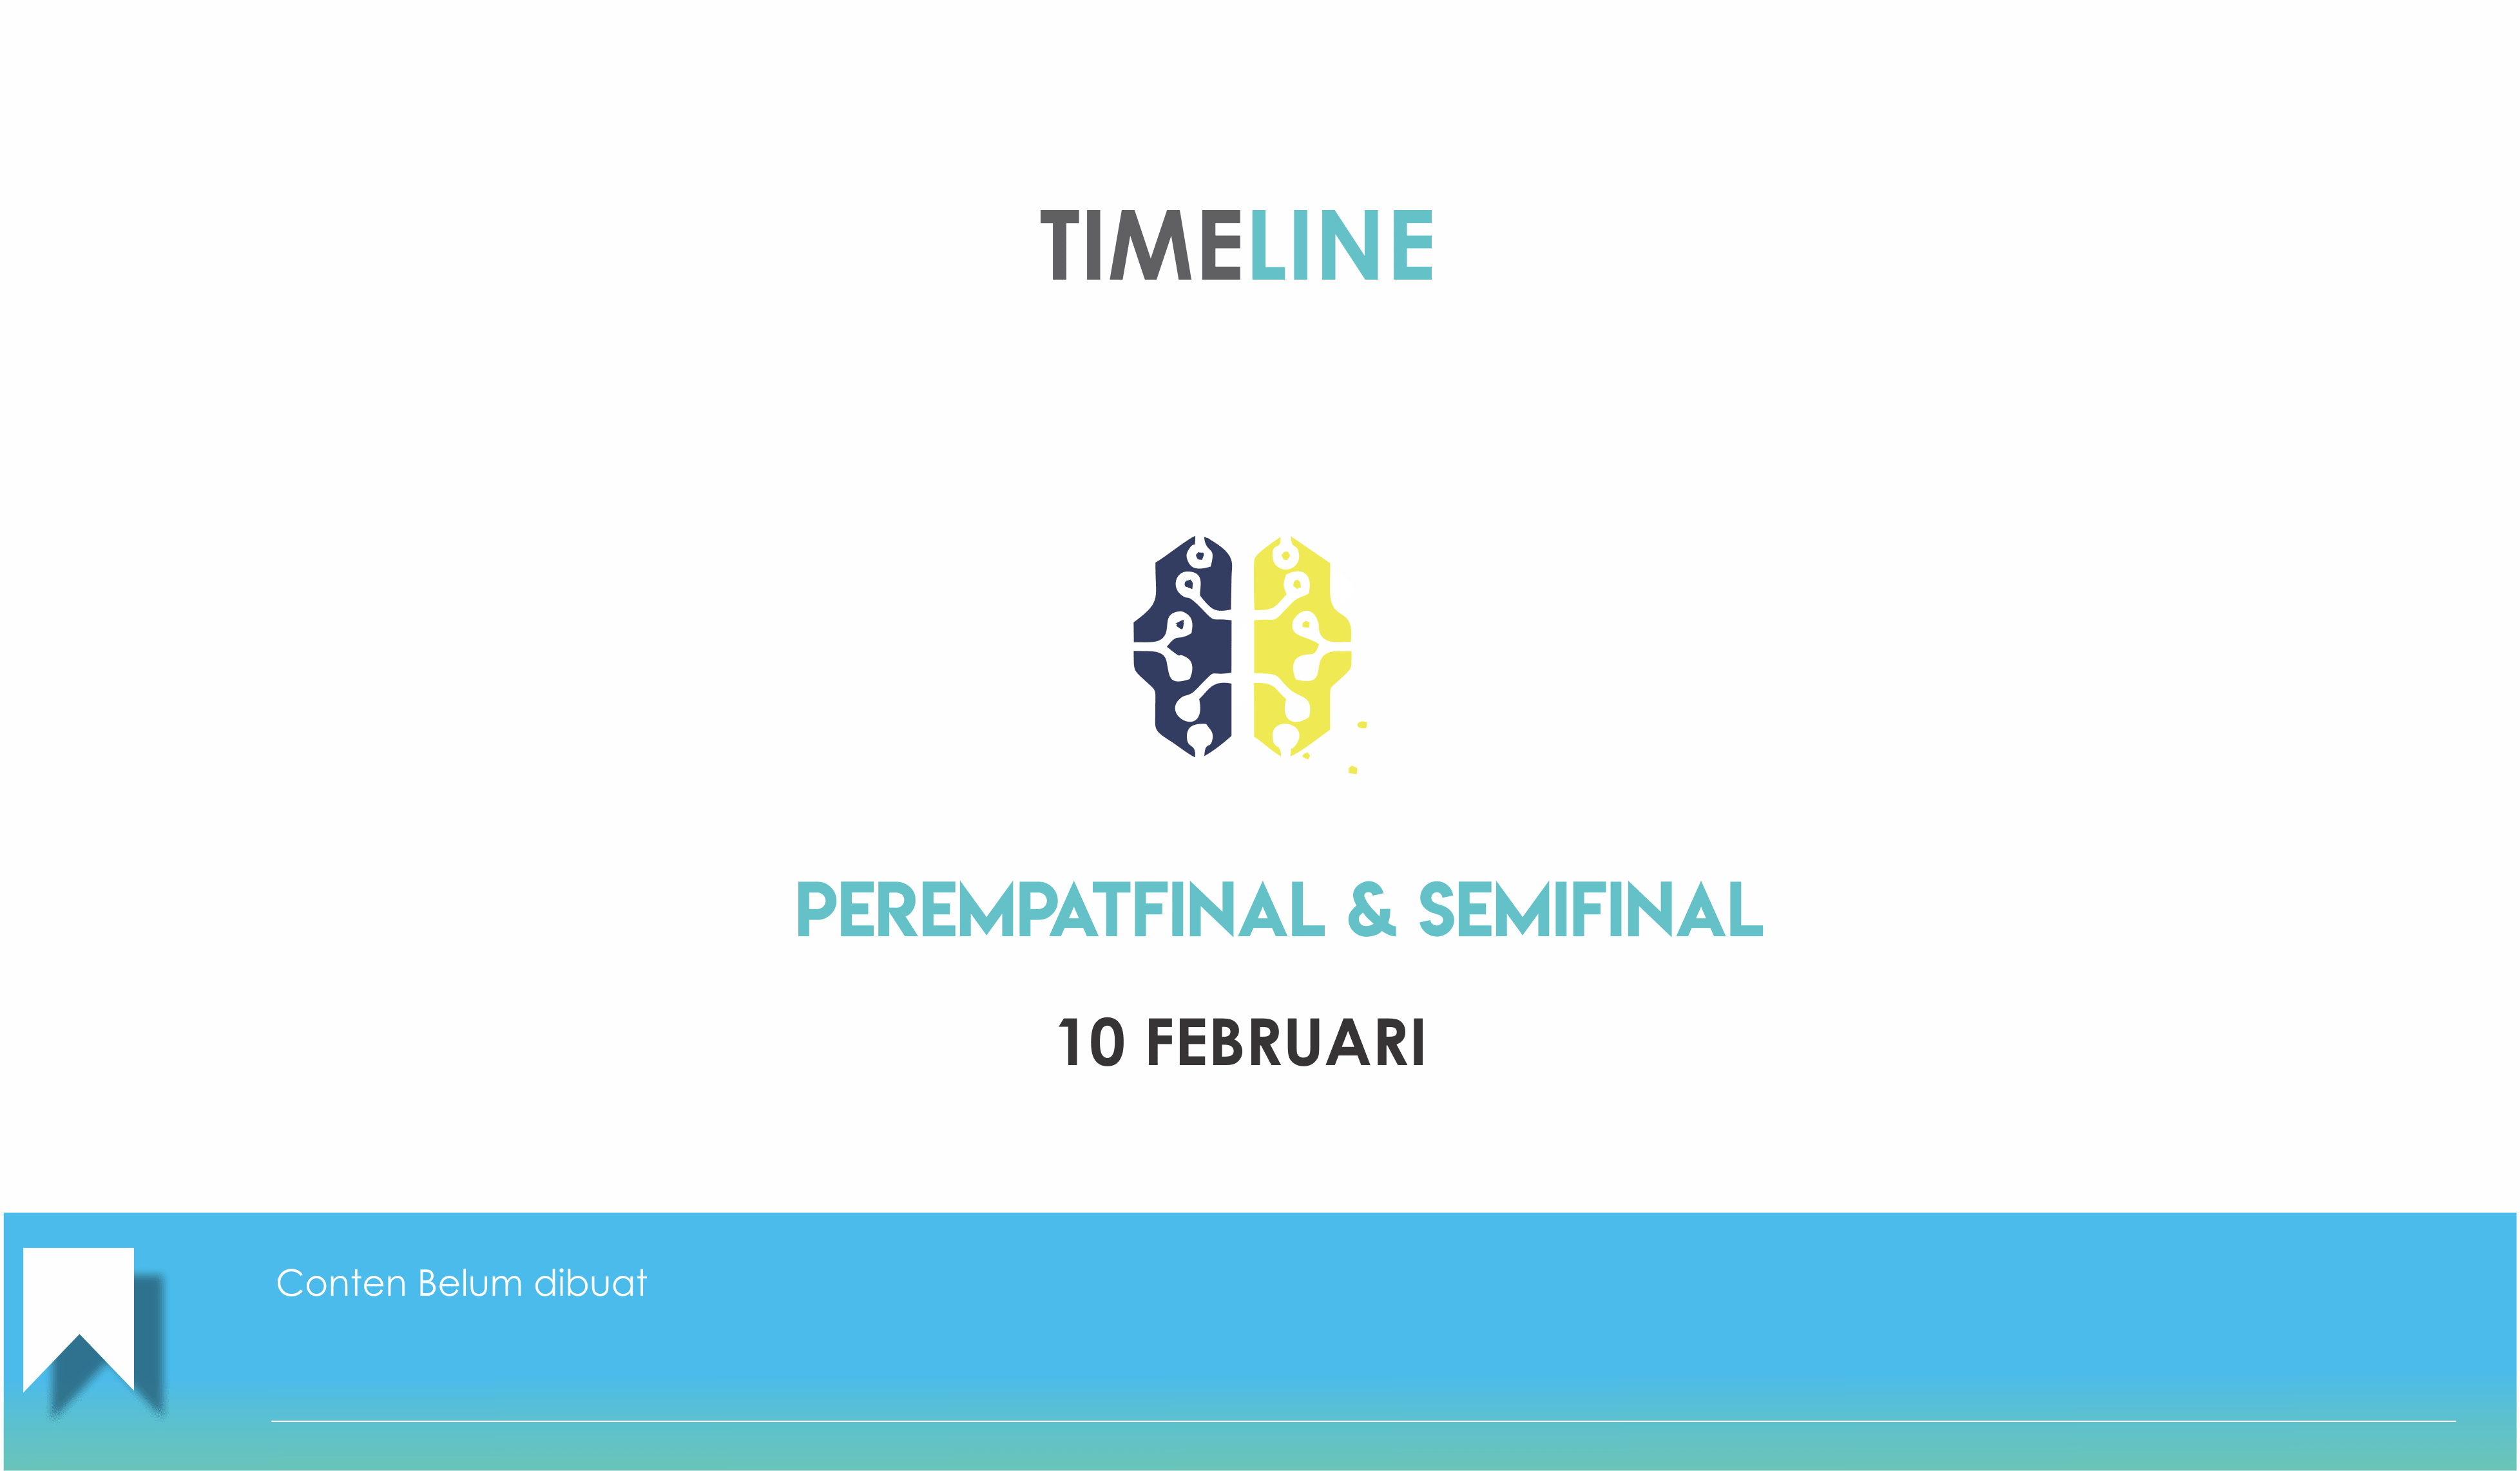 TIMELINE
PEREMPATFINAL & SEMIFINAL
10 FEBRUARI
Conten Belum dibuat